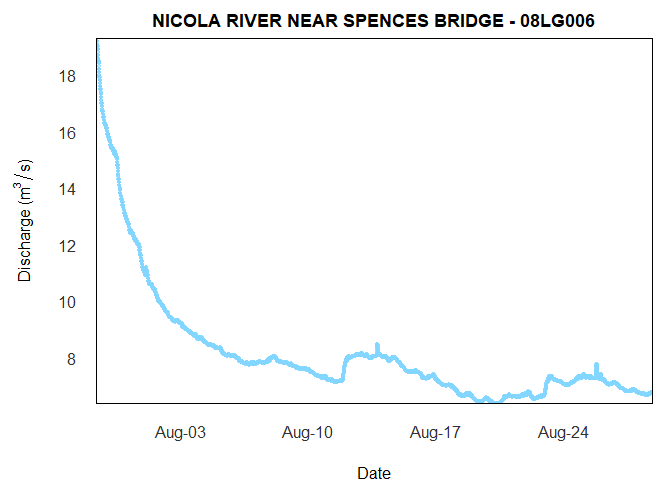 NICOLA RIVER NEAR SPENCES BRIDGE - 08LG006
Discharge (m³/ s)
18
16
14
12
10
8
Aug-03 Aug-10 Aug-17 Aug-24
Date